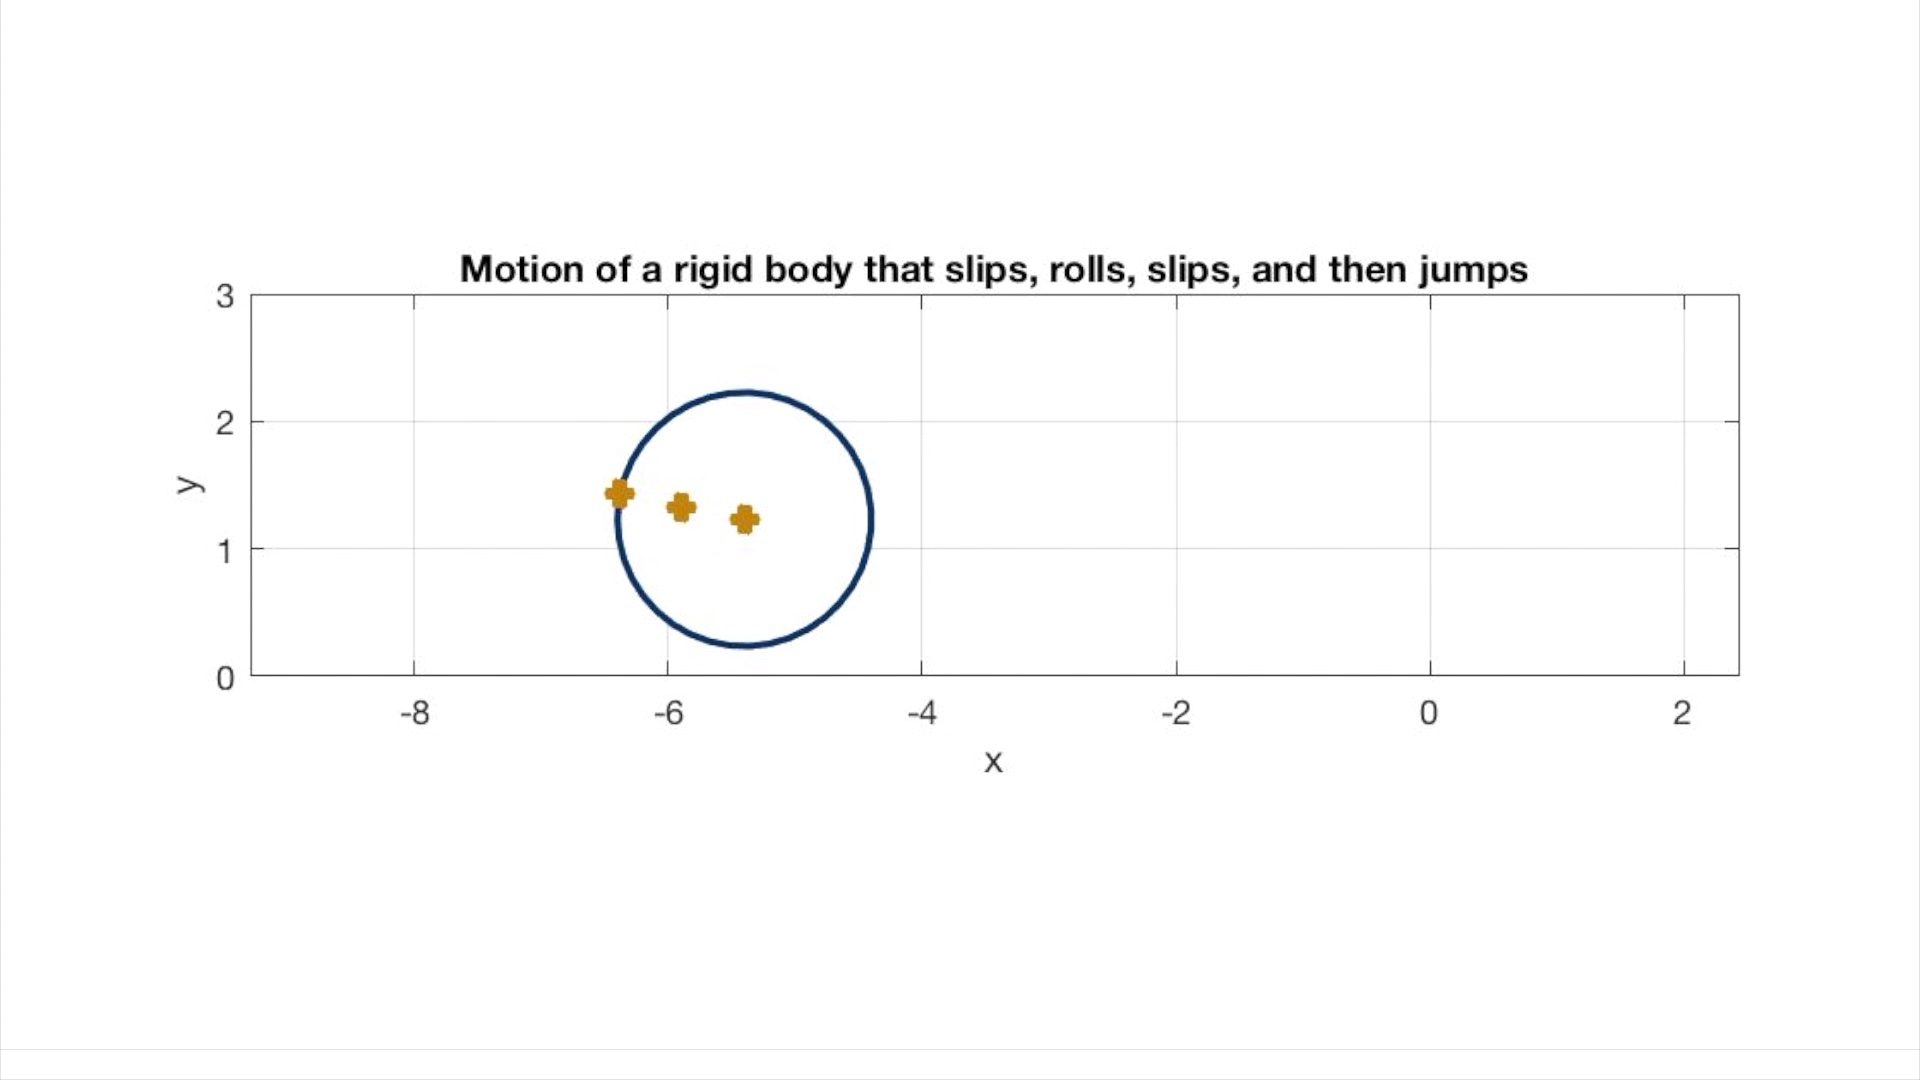 Motion of a rigid body that slips, rolls, slips, and then jumps
3
2
y
1
0
-8 -6 -4 -2 0 2
x